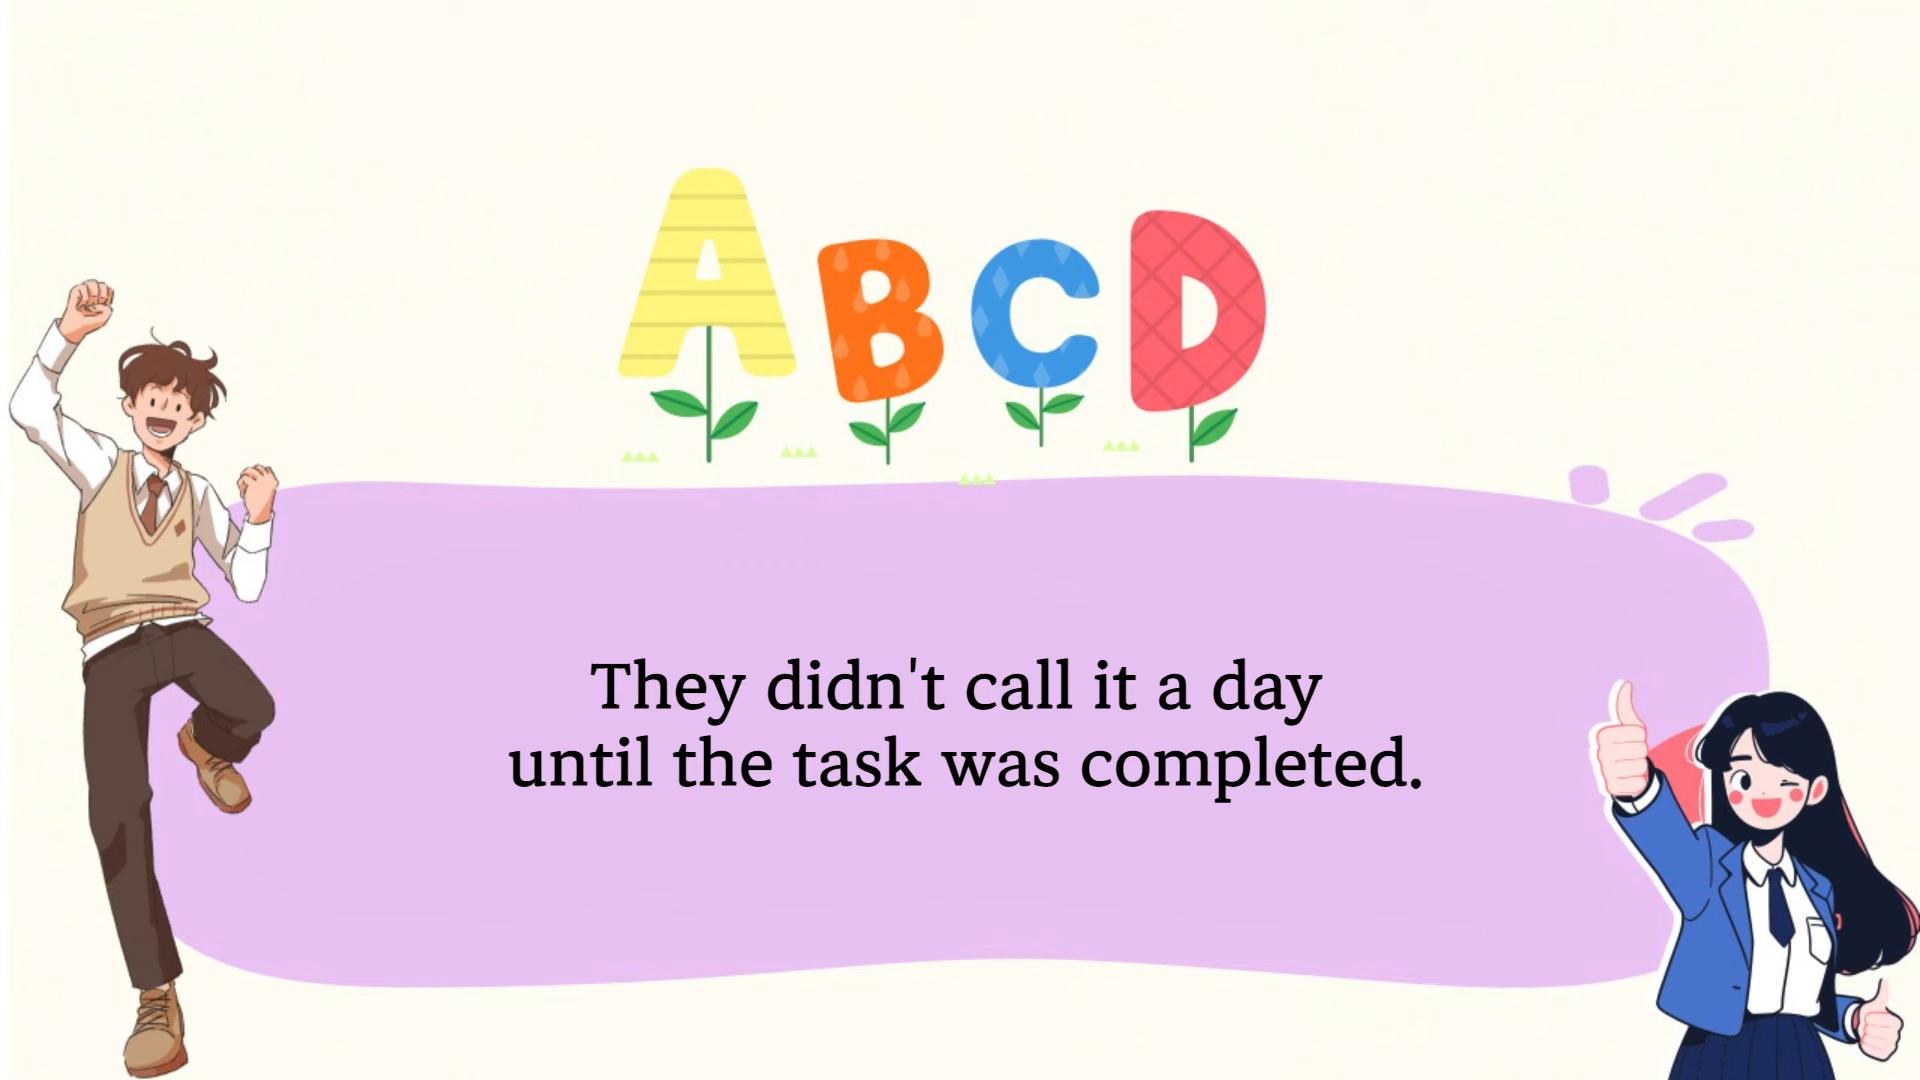 ABCD
They didn't call it a day
until the task was completed.